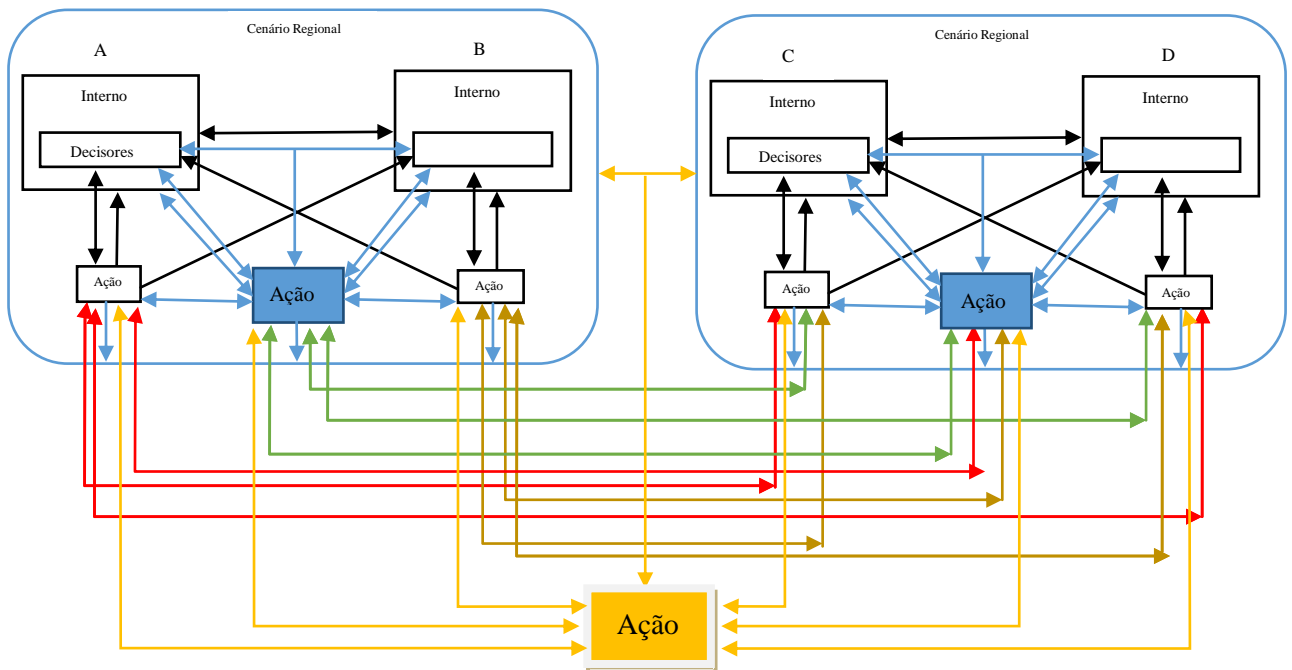 Cenário Regional
A
B
Interno
Interno
Decisores
Ação
Ação
Ação
Cenário Regional
C
D
Interno
Interno
Decisores
Ação
Ação
Ação
Ação